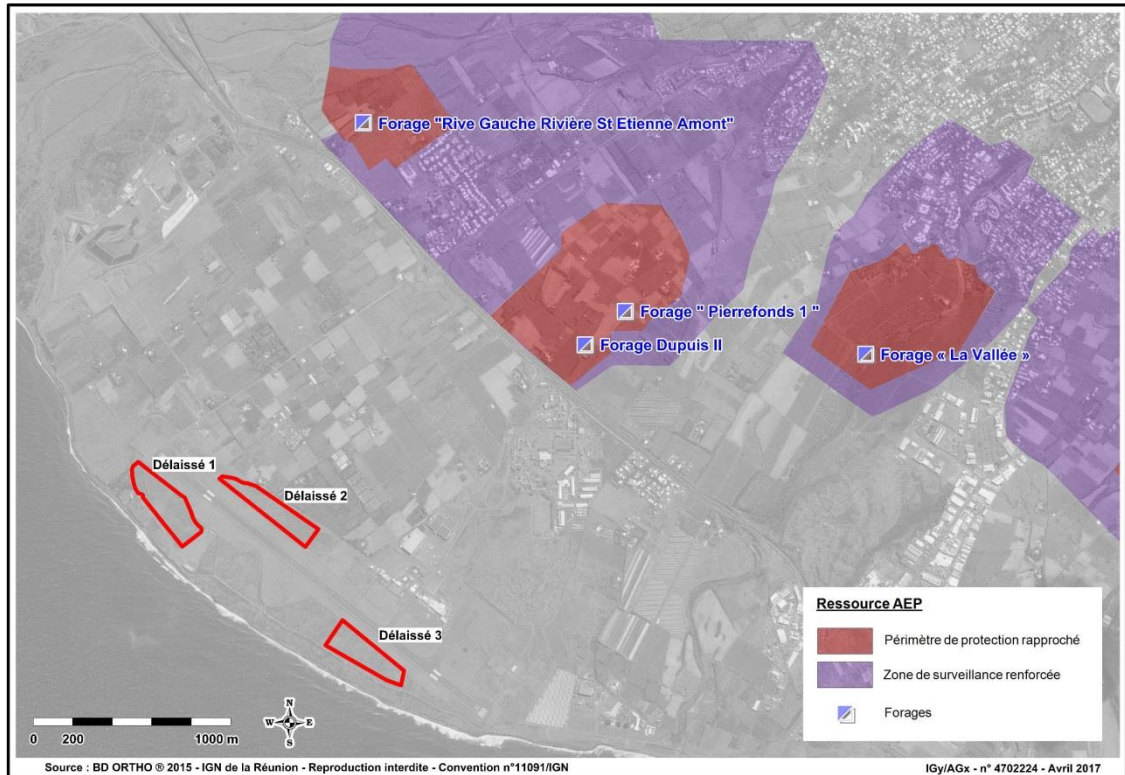 Forage "Rive Gauche Rivière St Etienne Amont"
Forage " Pierrefonds 1 "
Forage Dupuis II
Forage « La Vallée »
Délaissé 1
Délaissé 2
Délaissé 3
Ressource AEP
Périmètre de protection rapproché
Zone de surveillance renforcée
Forages
N
W E
S
0 200 1000 m
Source : BD ORTHO ® 2015 - IGN de la Réunion - Reproduction interdite - Convention n°11091/IGN
IGy/AGx - n° 4702224 - Avril 2017